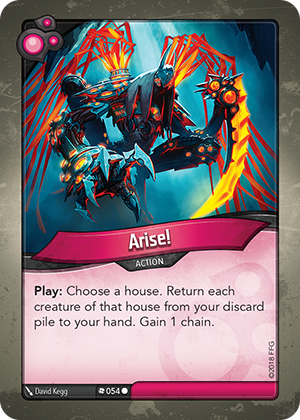 Arise!
ACTION
Play: Choose a house. Return each
creature of that house from your discard
pile to your hand. Gain 1 chain.
©2018 FFG
David Kegg
054